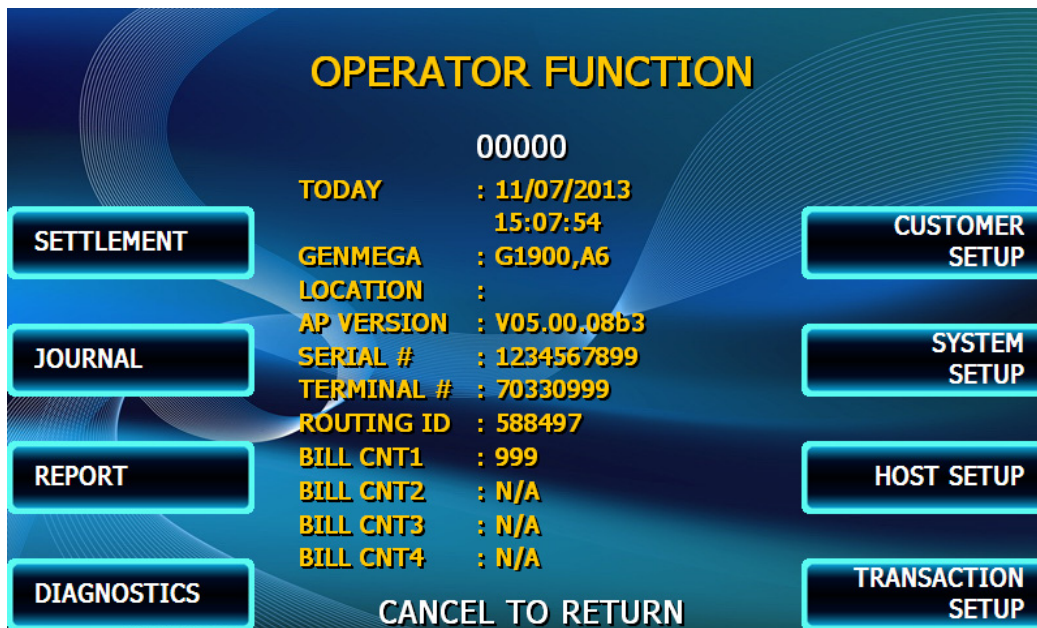 OPERATOR FUNCTION
00000
TODAY : 11/07/2013
15:07:54
GENMEGA : G1900,A6
LOCATION :
AP VERSION : V05.00.08b3
SERIAL # : 1234567899
TERMINAL # : 70330999
ROUTING ID : 588497
BILL CNT1 : 999
BILL CNT2 : N/A
BILL CNT3 : N/A
BILL CNT4 : N/A
CANCEL TO RETURN
SETTLEMENT
JOURNAL
REPORT
DIAGNOSTICS
CUSTOMER
SETUP
SYSTEM
SETUP
HOST SETUP
TRANSACTION
SETUP